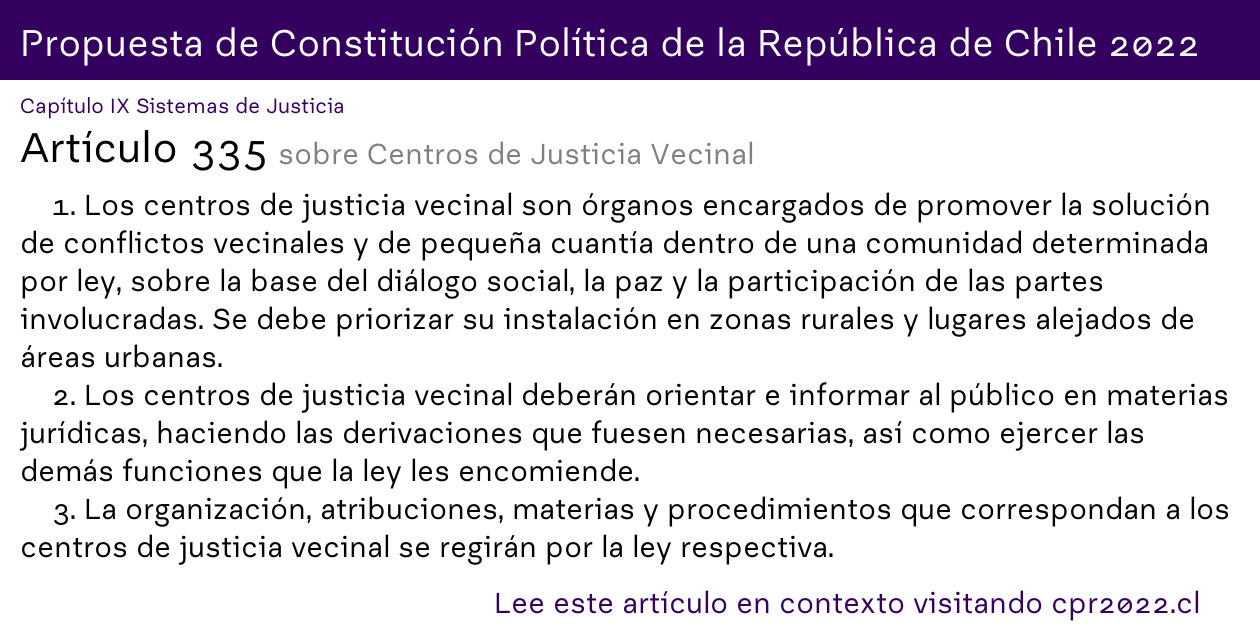 Propuesta de Constitución Política de la República de Chile 2022
Capítulo IX Sistemas de Justicia
Artículo 335 sobre Centros de Justicia Vecinal
1. Los centros de justicia vecinal son órganos encargados de promover la solución
de conflictos vecinales y de pequeña cuantía dentro de una comunidad determinada
por ley, sobre la base del diálogo social, la paz y la participación de las partes
involucradas. Se debe priorizar su instalación en zonas rurales y lugares alejados de
áreas urbanas.
2. Los centros de justicia vecinal deberán orientar e informar al público en materias
jurídicas, haciendo las derivaciones que fuesen necesarias, así como ejercer las
demás funciones que la ley les encomiende.
3. La organización, atribuciones, materias y procedimientos que correspondan a los
centros de justicia vecinal se regirán por la ley respectiva.
Lee este artículo en contexto visitando cpr2022.cl